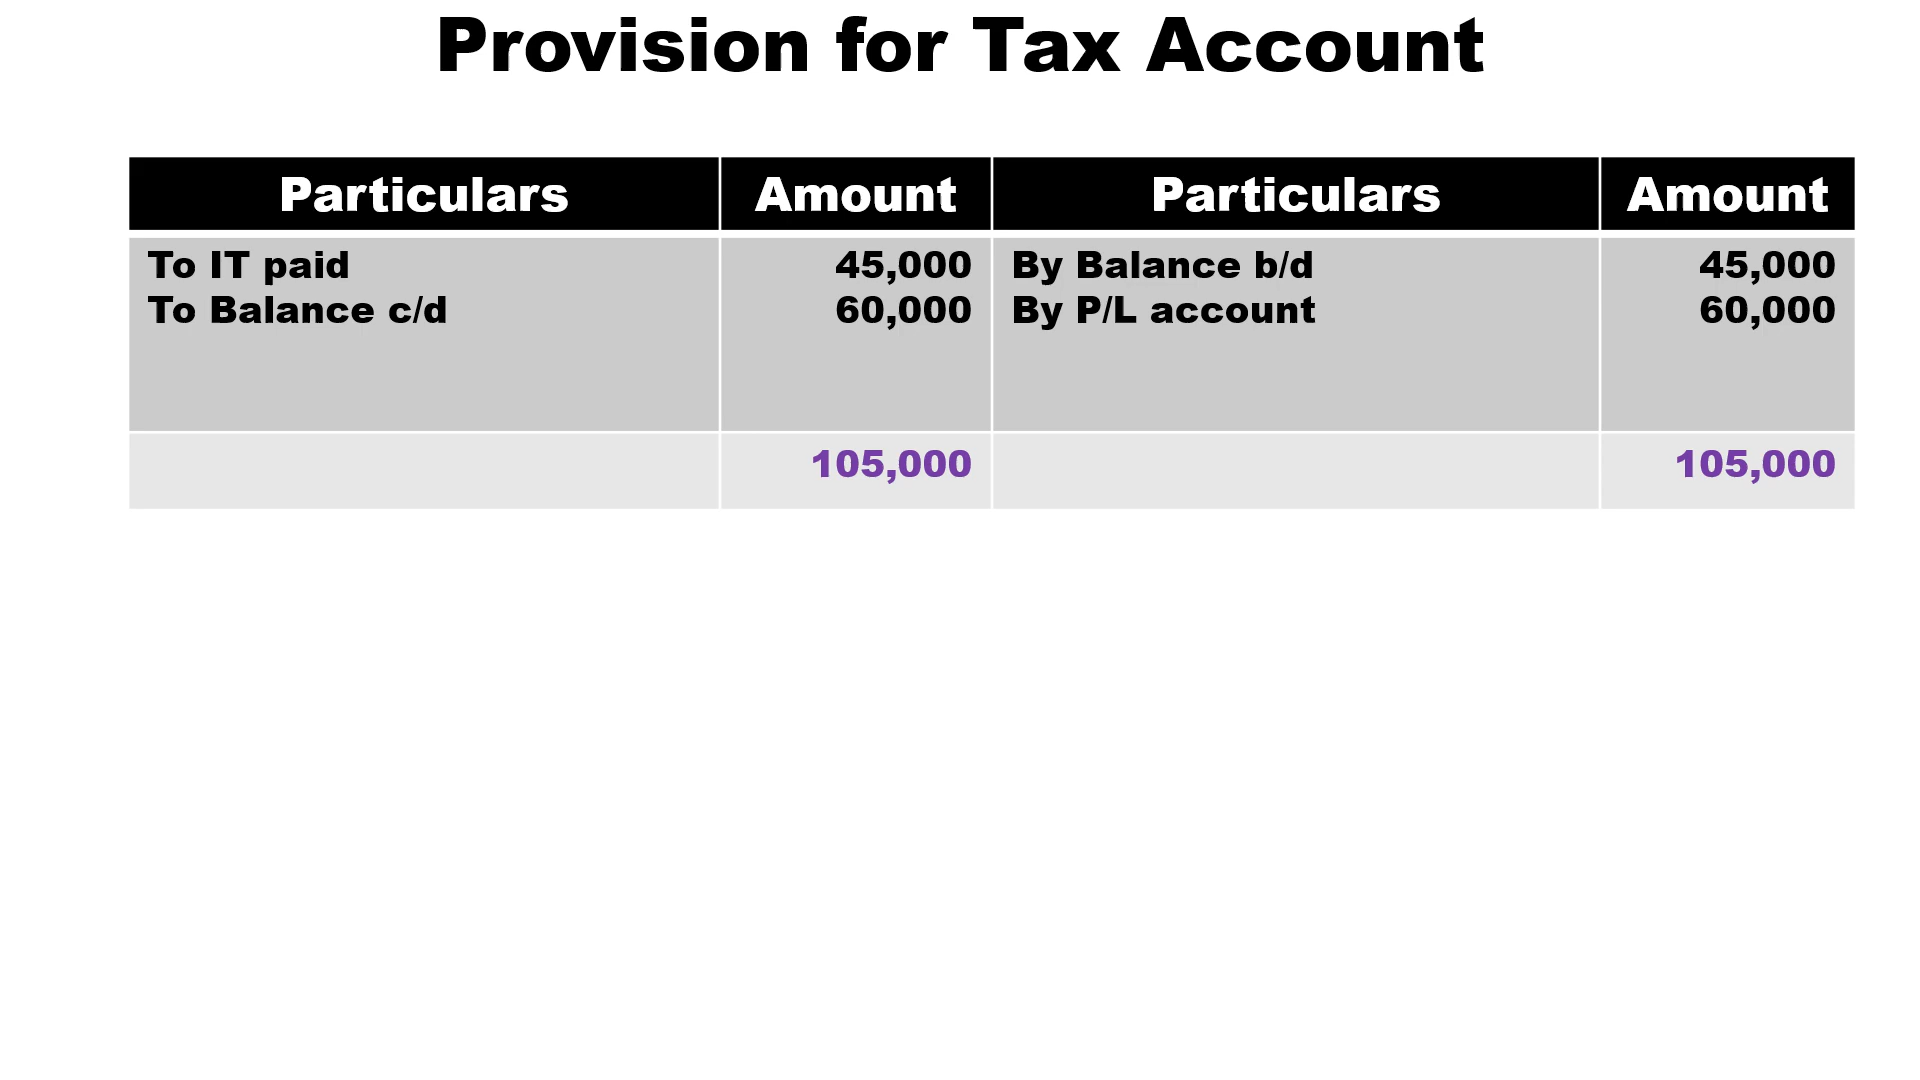 Provision for Tax Account
Particulars Amount Particulars Amount
To IT paid 45,000 By Balance b/d 45,000
To Balance c/d 60,000 By P/L account 60,000
105,000 105,000